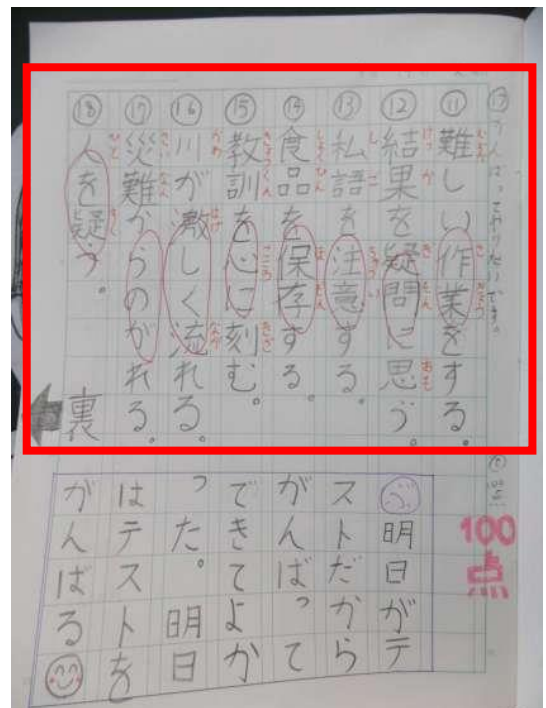 ⑪難しい作業をする。
⑫結果を疑問に思う。
⑬私語を注意する。
⑭食品を保存する。
⑮教訓を心に刻む。
⑯川が激しく流れる。
⑰災難からのがれる。
⑱人を疑う。
裏
100点
明日がテ
ストだから
がんばって
できてよか
った。明日
はテストを
がんばる